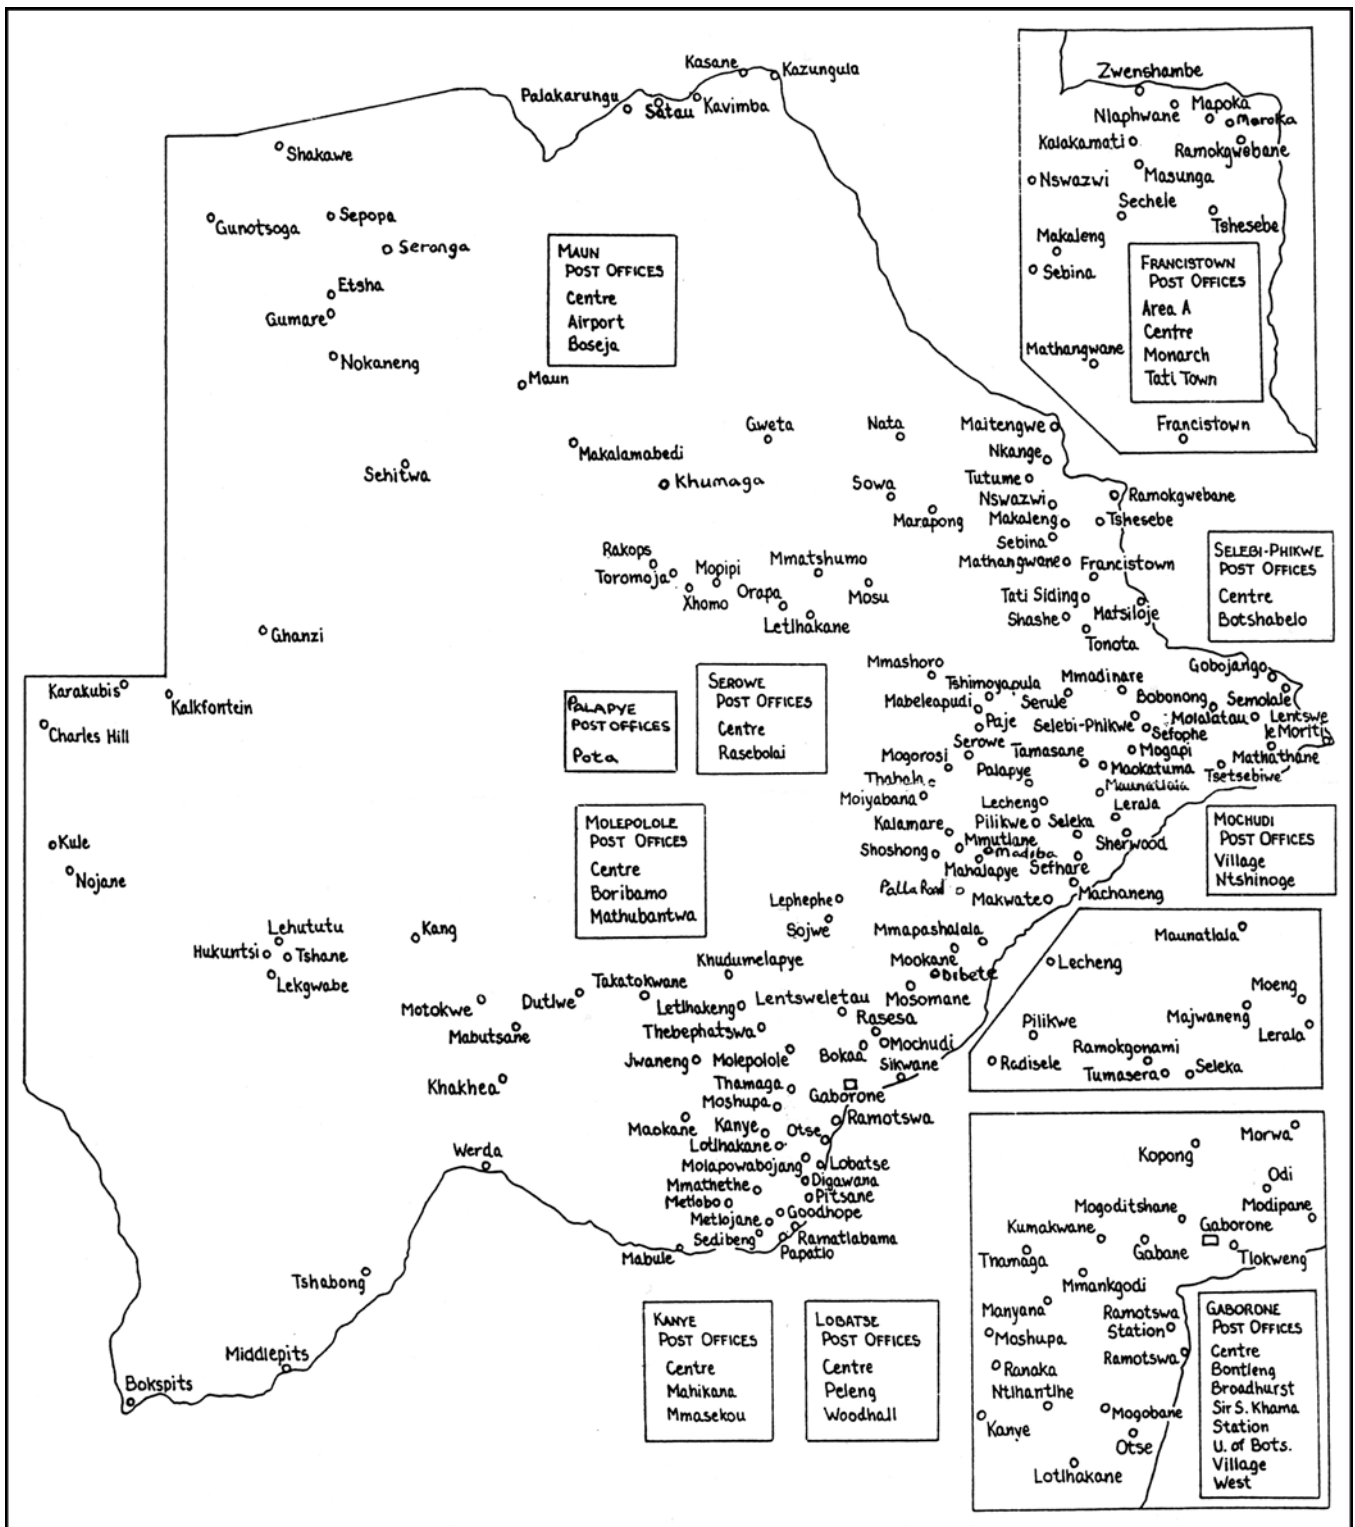 Kasane
Kazungula
Palakarungu
Satau
Kavimba
Shakawe
Gunotsoga
Sepopa
Seronga
Etsha
Gumare
Nokaneng
Maun
MAUN
POST OFFICES
Centre
Airport
Boseja
Zwenshambe
Nlaphwane
Mapoka
Moroka
Kalakamati
Ramokgwebane
Nswazwi
Masunga
Sechele
Tshesebe
Makaleng
Sebina
FRANCISTOWN
POST OFFICES
Area A
Centre
Monarch
Tati Town
Mathangwane
Francistown
Makalamabedi
Gweta
Nata
Maitengwe
Nkange
Sehitwa
Khumaga
Sowa
Tutume
Marapong
Nswazwi
Ramokgwebane
Makaleng
Tshesebe
Sebina
Rakops
Toromoja
Mopipi
Xhomo
Mmatshumo
Orapa
Letlhakane
Mosu
Mathangwane
Francistown
Tati Siding
Shashe
Matsiloje
Tonota
SELEBI-PHIKWE
POST OFFICES
Centre
Botshabelo
Ghanzi
Karakubis
Kalkfontein
Charles Hill
PALAPYE
POST OFFICES
Pota
SEROWE
POST OFFICES
Centre
Rasebolai
Mmashoro
Tshimoyapula
Mabeleapudi
Serule
Mmadinare
Gobojango
Bobonong
Semolale
Paje
Selebi-Phikwe
Sefophe
Molalatau
Lentswe
le Moriti
Serowe
Tamasane
Mogapi
Mathathane
Mogorosi
Palapye
Maokatuma
Tsetsebiwe
Thabala
Maunatlala
Moiyabana
Lecheng
Lerala
Kalamare
Pilikwe
Seleka
Sherwood
Shoshong
Mmutlane
Madiba
Mahalapye
Sefhare
Palla Road
Makwate
Machaneng
MOCHUDI
POST OFFICES
Village
Ntshinoge
MOLEPOLOLE
POST OFFICES
Centre
Boribamo
Mathubantwa
Kule
Nojane
Lehututu
Hukuntsi
Tshane
Lekgwabe
Kang
Lephephe
Sojwe
Mmapashalala
Mookane
Dibete
Mosomane
Khudumelapye
Takatokwane
Dutlwe
Motokwe
Mabutsane
Letlhakeng
Lentsweletau
Thebephatswa
Rasesa
Bokaa
Mochudi
Sikwane
Jwaneng
Molepolole
Khakhea
Thamaga
Gaborone
Moshupa
Maokane
Kanye
Otse
Ramotswa
Lotlhakane
Werda
Molapowabojang
Lobatse
Digawana
Mmathethe
Pitsane
Metlobo
Goodhope
Metlojane
Sedibeng
Ramatlabama
Papatlo
Mabule
Tshabong
Middlepits
Bokspits
Maunatlala
Lecheng
Moeng
Majwaneng
Lerala
Pilikwe
Radisele
Ramokgonami
Tumasera
Seleka
Morwa
Kopong
Odi
Mogoditshane
Modipane
Kumakwane
Gaborone
Gabane
Tlokweng
Thamaga
Mmankgodi
Manyana
Ramotswa
Station
Moshupa
Ramotswa
Ranaka
Ntlhantlhe
Mogobane
Kanye
Otse
Lotlhakane
GABORONE
POST OFFICES
Centre
Bontleng
Broadhurst
Sir S. Khama
Station
U. of Bots.
Village
West
KANYE
POST OFFICES
Centre
Mahikana
Mmasekou
LOBATSE
POST OFFICES
Centre
Peleng
Woodhall